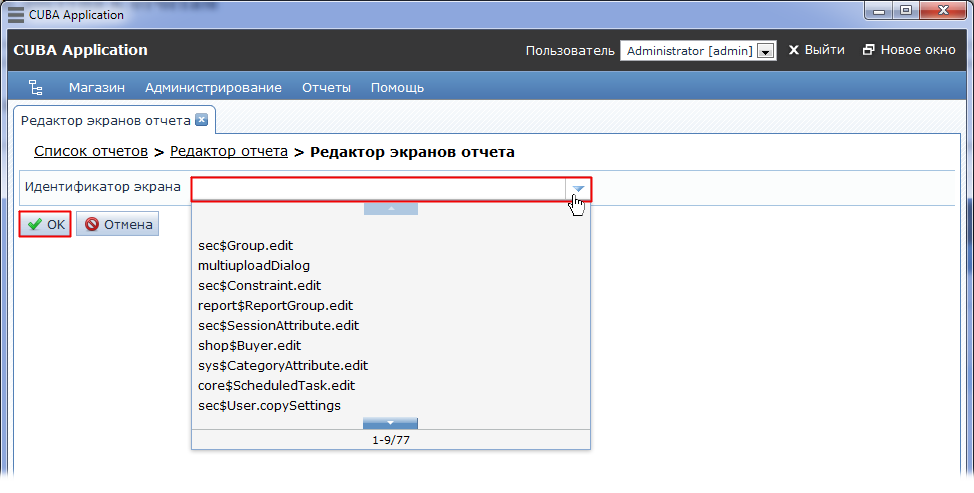 CUBA Application
CUBA Application
Пользователь Administrator [admin] Выйти Новое окно
Магазин Администрирование Отчеты Помощь
Редактор экранов отчета
Список отчетов > Редактор отчета > Редактор экранов отчета
Идентификатор экрана
OK Отмена
sec$Group.edit
multiuploadDialog
sec$Constraint.edit
report$ReportGroup.edit
sec$SessionAttribute.edit
shop$Buyer.edit
sys$CategoryAttribute.edit
core$ScheduledTask.edit
sec$User.copySettings
1-9/77